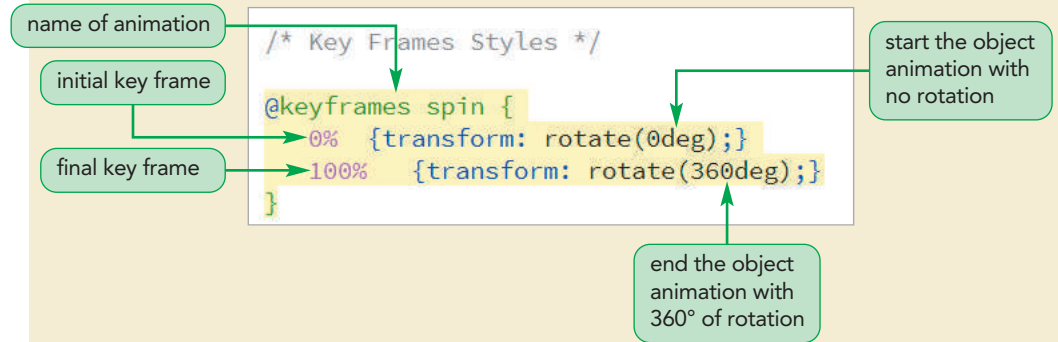 name of animation
/* Key Frames Styles */
start the object
animation with
no rotation
initial key frame
@keyframes spin {
0% {transform: rotate(0deg);}
final key frame
100% {transform: rotate(360deg);}
}
end the object
animation with
360° of rotation